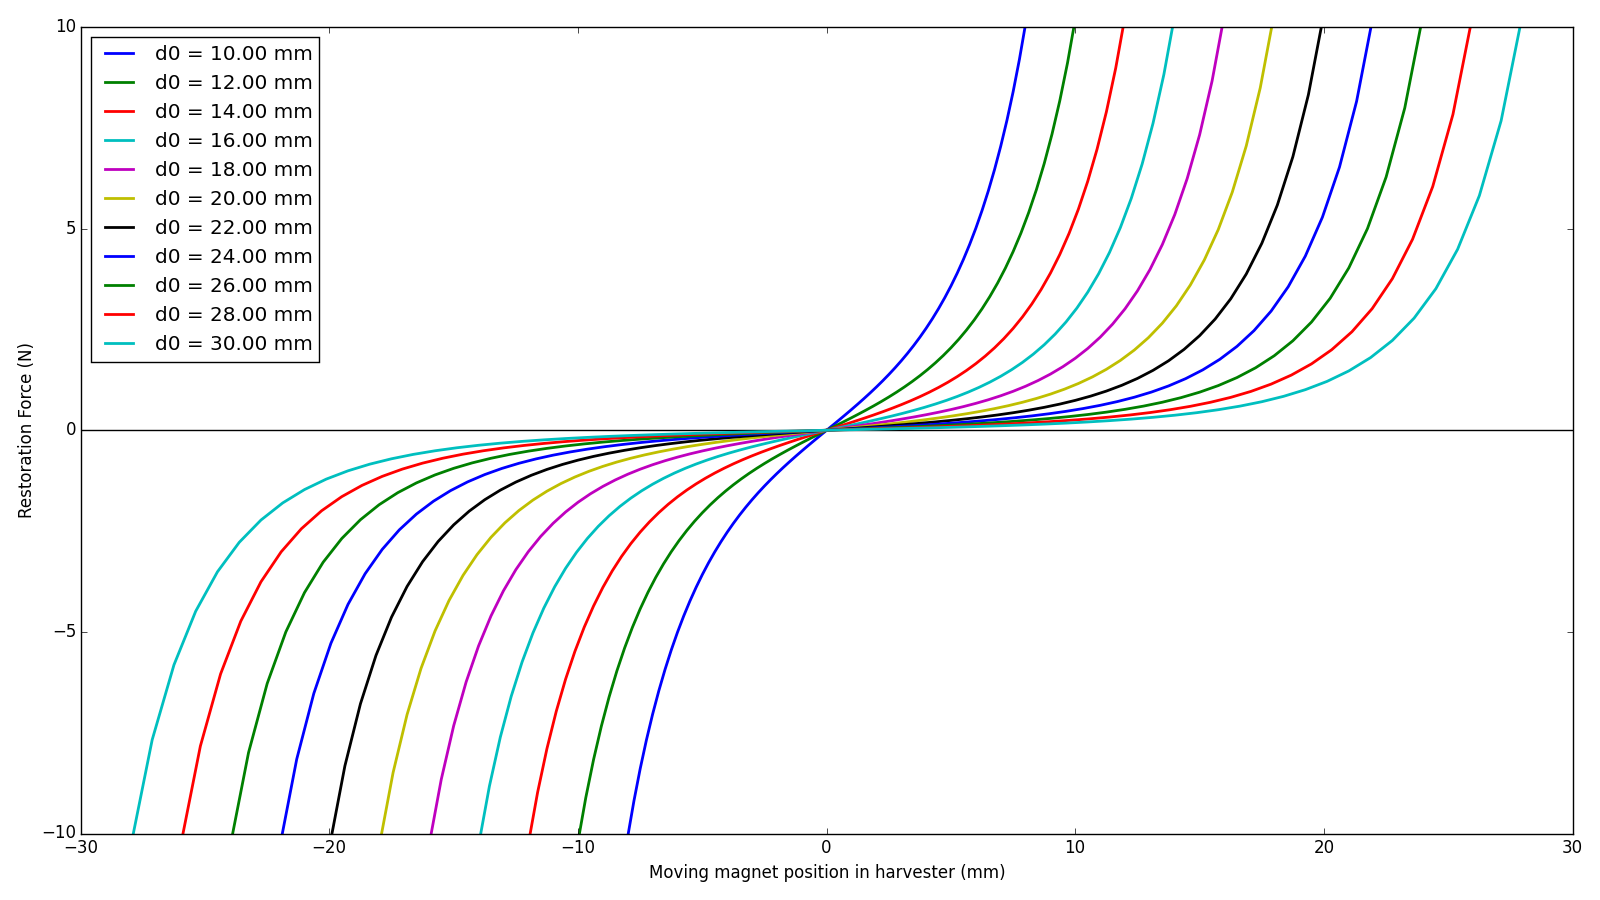 10
5
0
−5
−10
Restoration Force (N)
d0 = 10.00 mm
d0 = 12.00 mm
d0 = 14.00 mm
d0 = 16.00 mm
d0 = 18.00 mm
d0 = 20.00 mm
d0 = 22.00 mm
d0 = 24.00 mm
d0 = 26.00 mm
d0 = 28.00 mm
d0 = 30.00 mm
−30 −20 −10 0 10 20 30
Moving magnet position in harvester (mm)